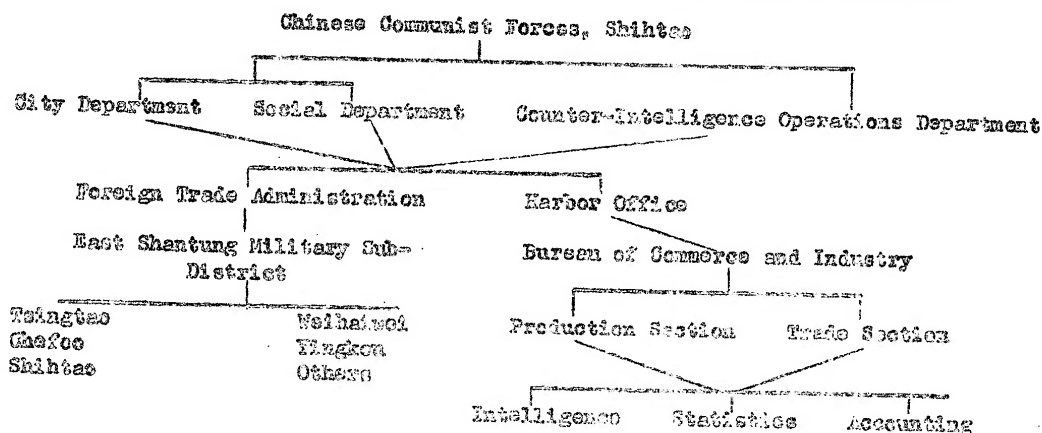 Chinese Communist Forces, Shihtao
City Department Social Department Counter-Intelligence Operations Department
Foreign Trade Administration Harbor Office
East Shantung Military Sub-
District
Bureau of Commerce and Industry
Tsingtao Weihaiwei
Chefoo Yingkou
Shihtao Others
Production Section Trade Section
Intelligence Statistics Accounting